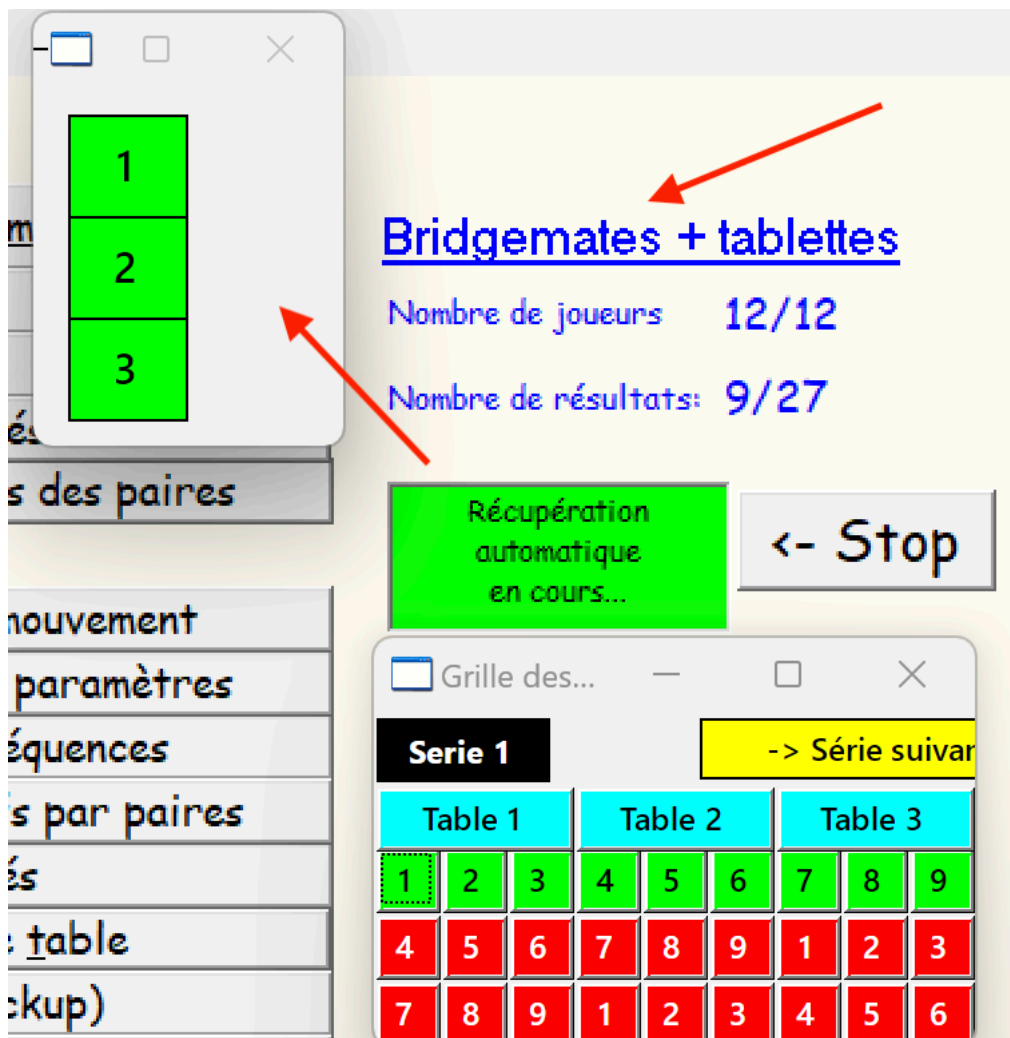 1
2
3
Bridgemates + tablettes
Nombre de joueurs 12/12
Nombre de résultats: 9/27
s des paires
Récupération
automatique
en cours...
<- Stop
mouvement
paramètres
équences
s par paires
és
e table
ckup)
Grille des...
Serie 1
-> Série suivan
Table 1 Table 2 Table 3
1 2 3 4 5 6 7 8 9
4 5 6 7 8 9 1 2 3
7 8 9 1 2 3 4 5 6